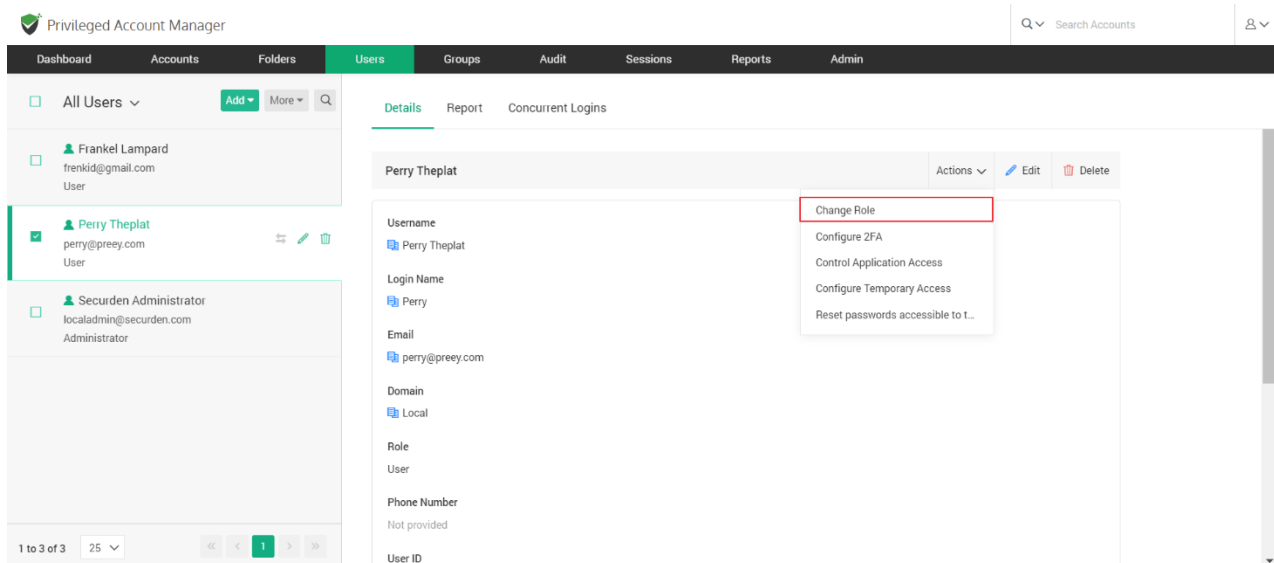 Privileged Account Manager
Search Accounts
Dashboard Accounts Folders Users Groups Audit Sessions Reports Admin
All Users
Add
More
Frankel Lampard
frenkid@gmail.com
User
Perry Theplat
perry@preey.com
User
Securden Administrator
localadmin@securden.com
Administrator
1 to 3 of 3
25
<< < 1 > >>
Details Report Concurrent Logins
Perry Theplat
Actions
Edit
Delete
Change Role
Configure 2FA
Control Application Access
Configure Temporary Access
Reset passwords accessible to t...
Username
Perry Theplat
Login Name
Perry
Email
perry@preey.com
Domain
Local
Role
User
Phone Number
Not provided
User ID